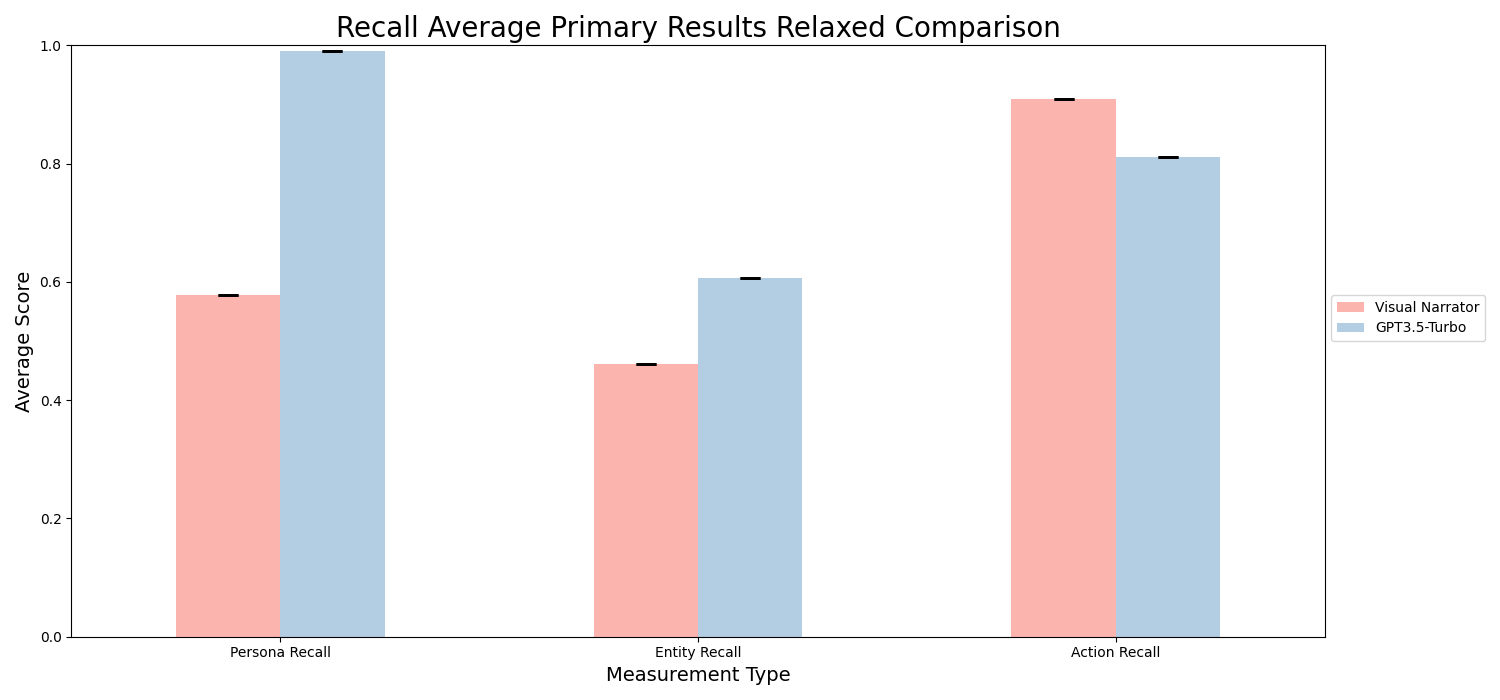 Recall Average Primary Results Relaxed Comparison
1.0
0.8
0.6
0.4
0.2
0.0
Average Score
Persona Recall
Entity Recall
Action Recall
Measurement Type
Visual Narrator
GPT3.5-Turbo